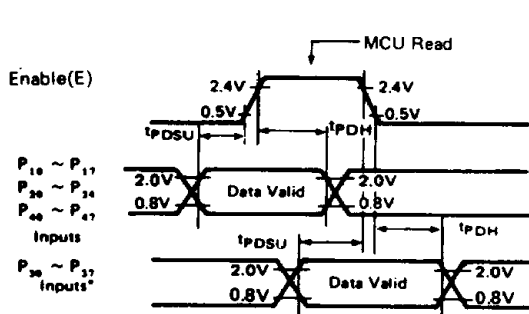 MCU Read
Enable(E)
2.4V
2.4V
0.5V
0.5V
tPDSU
tPDH
P10 ~ P17
P20 ~ P24
P40 ~ P47
Inputs
2.0V
Data Valid
2.0V
0.8V
0.8V
tPDSU
tPDH
P30 ~ P37
Inputs*
2.0V
Data Valid
2.0V
0.8V
0.8V